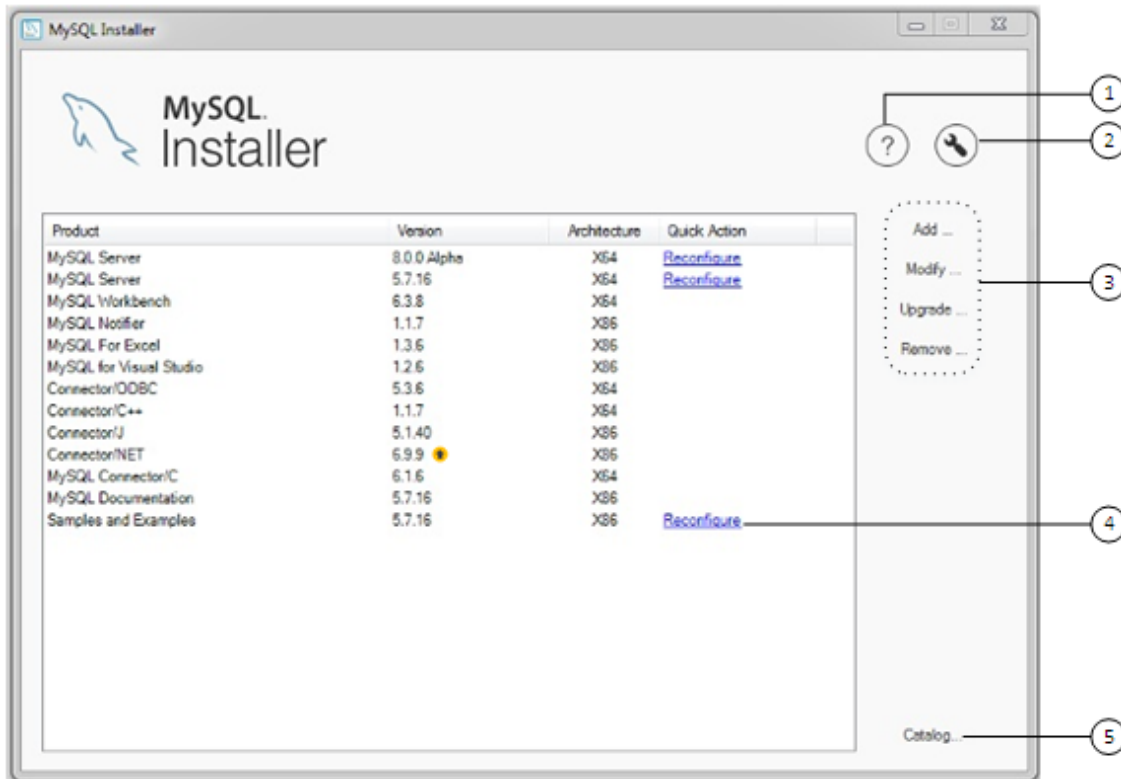 MySQL Installer
MySQL.
Installer
?
1
2
Product Version Architecture Quick Action
MySQL Server 8.0.0 Alpha X64 Reconfigure
MySQL Server 5.7.16 X64 Reconfigure
MySQL Workbench 6.3.8 X64
MySQL Notifier 1.1.7 X86
MySQL For Excel 1.3.6 X86
MySQL for Visual Studio 1.2.6 X86
Connector/ODBC 5.3.6 X64
Connector/C++ 1.1.7 X64
Connector/J 5.1.40 X86
Connector/NET 6.9.9 X86
MySQL Connector/C 6.1.6 X64
MySQL Documentation 5.7.16 X86
Samples and Examples 5.7.16 X86 Reconfigure
Add ...
Modify ...
Upgrade ...
Remove ...
3
4
Catalog...
5